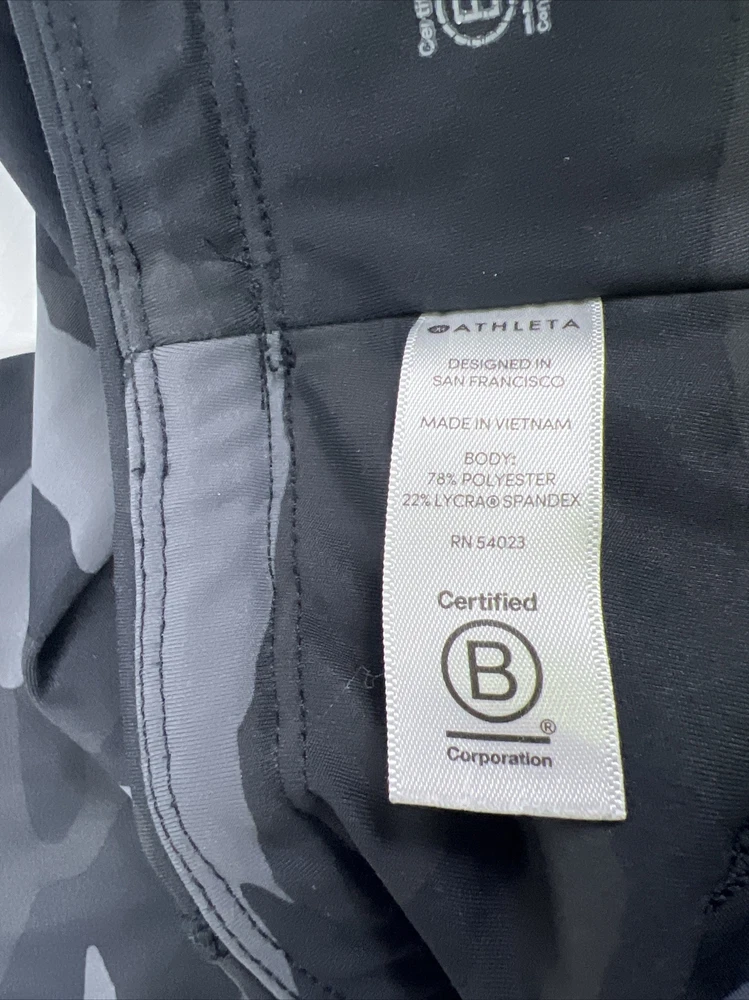 ATHLETA
DESIGNED IN
SAN FRANCISCO
MADE IN VIETNAM
BODY:
78% POLYESTER
22% LYCRA® SPANDEX
RN 54023
Certified
B
®
Corporation